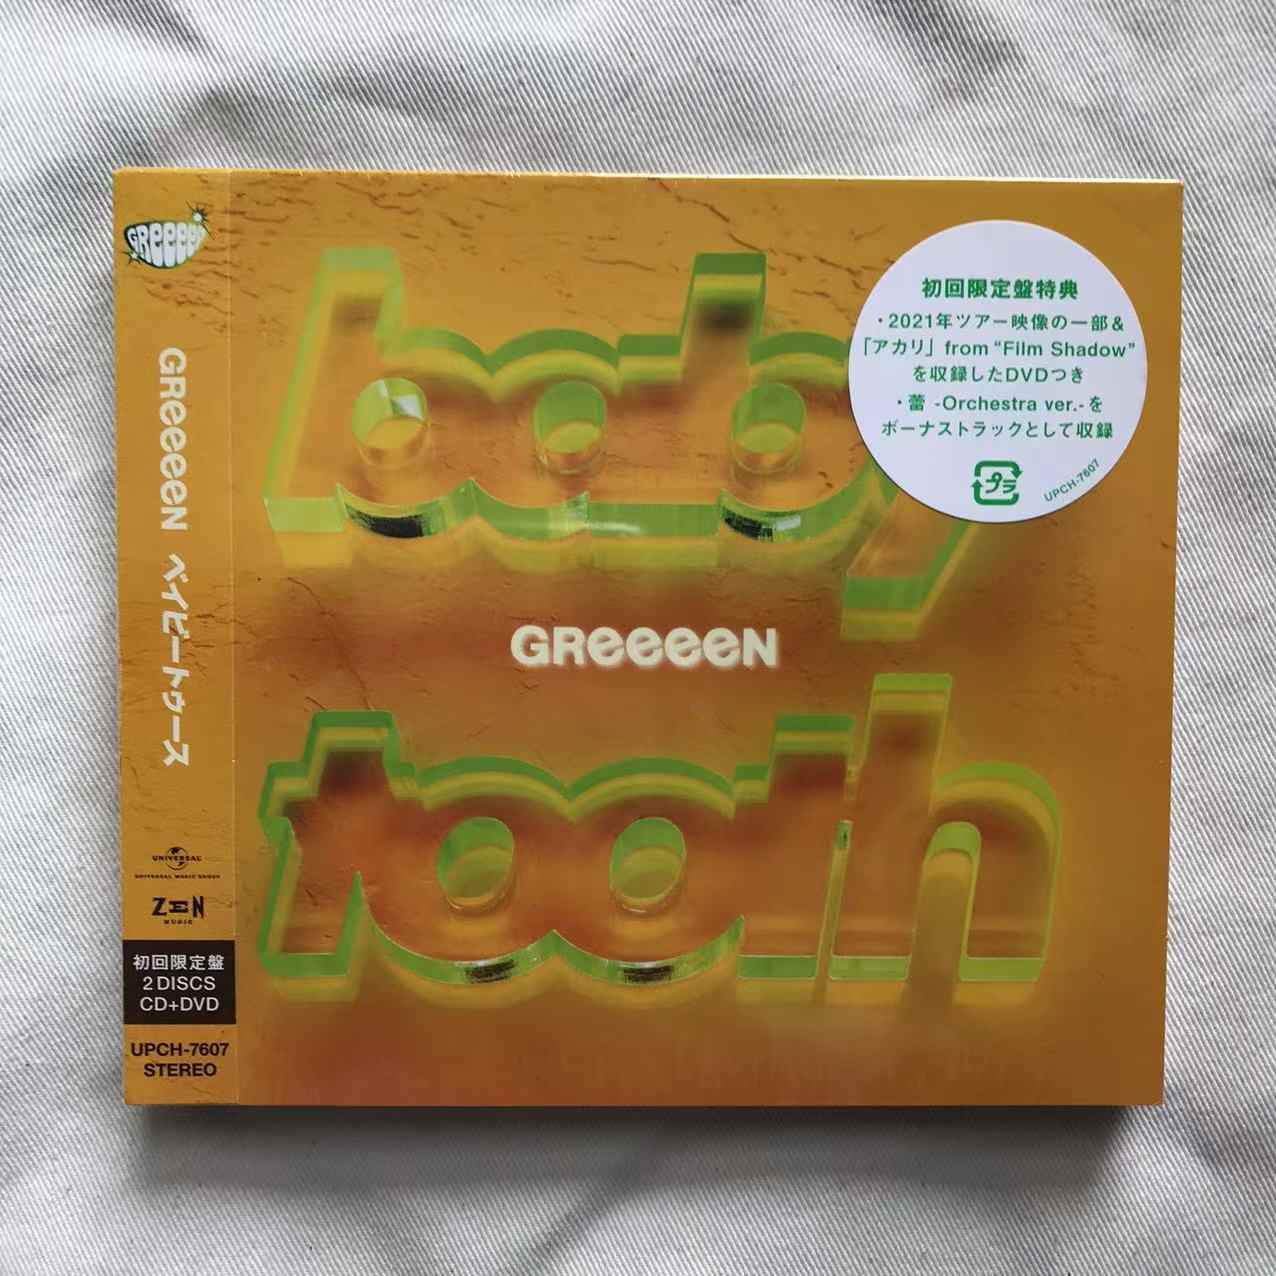 GReeeeN
GReeeeN ベイビートゥース
UNIVERSAL
UNIVERSAL MUSIC GROUP
ZEN
MUSIC
初回限定盤
2 DISCS
CD+DVD
UPCH-7607
STEREO
baby
GReeeeN
tooth
初回限定盤特典
・2021年ツアー映像の一部&
「アカリ」from “Film Shadow”
を収録したDVDつき
・蕾 -Orchestra ver.- を
ボーナストラックとして収録
プラ
UPCH-7607